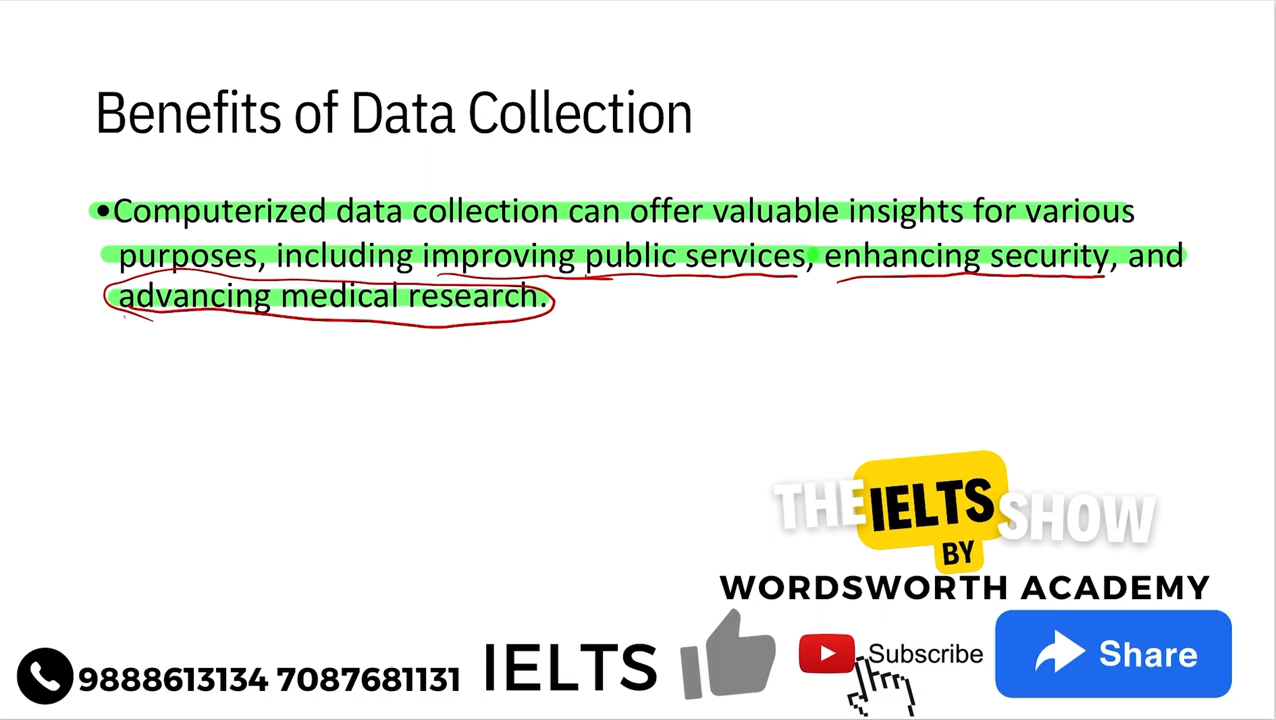 Benefits of Data Collection
•Computerized data collection can offer valuable insights for various
purposes, including improving public services, enhancing security, and
advancing medical research.
THE IELTS SHOW
BY
WORDSWORTH ACADEMY
9888613134 7087681131 IELTS Subscribe Share